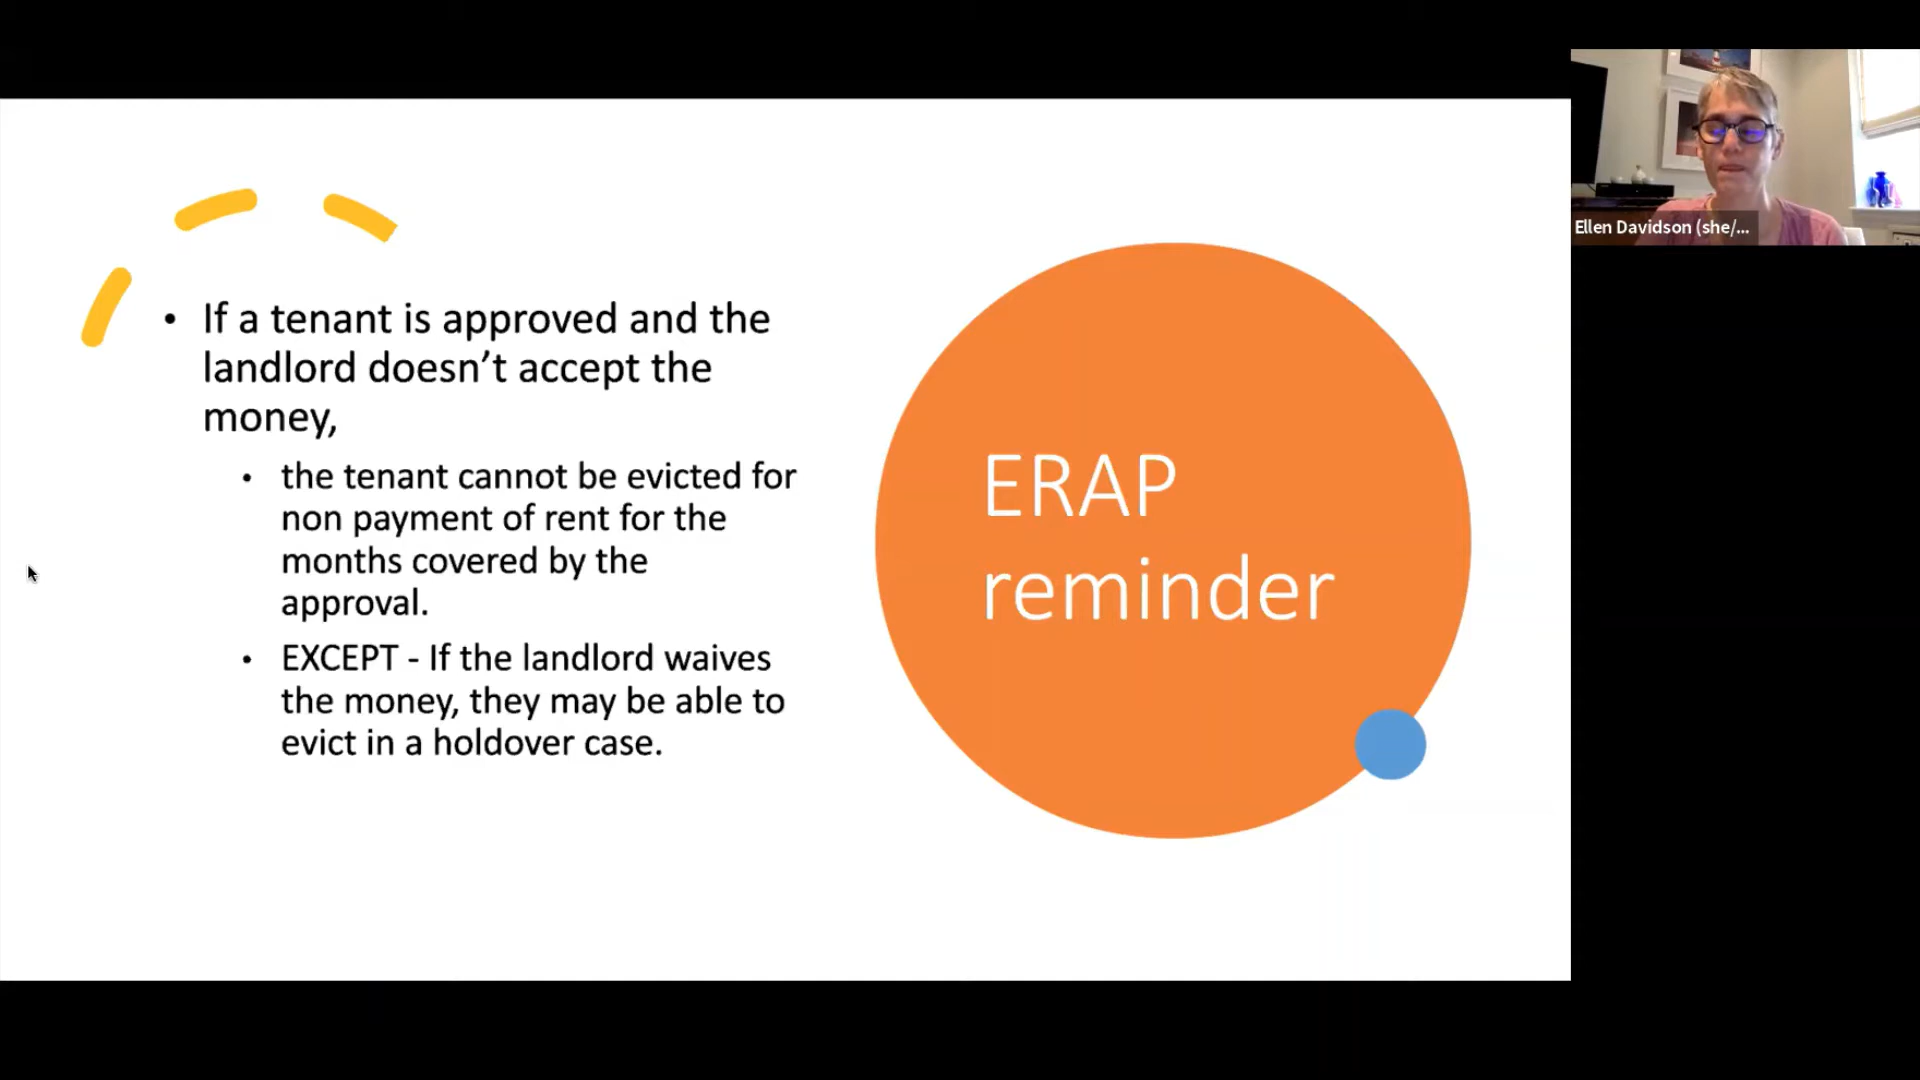 • If a tenant is approved and the
landlord doesn’t accept the
money,
• the tenant cannot be evicted for
non payment of rent for the
months covered by the
approval.
• EXCEPT - If the landlord waives
the money, they may be able to
evict in a holdover case.
ERAP
reminder
Ellen Davidson (she/...